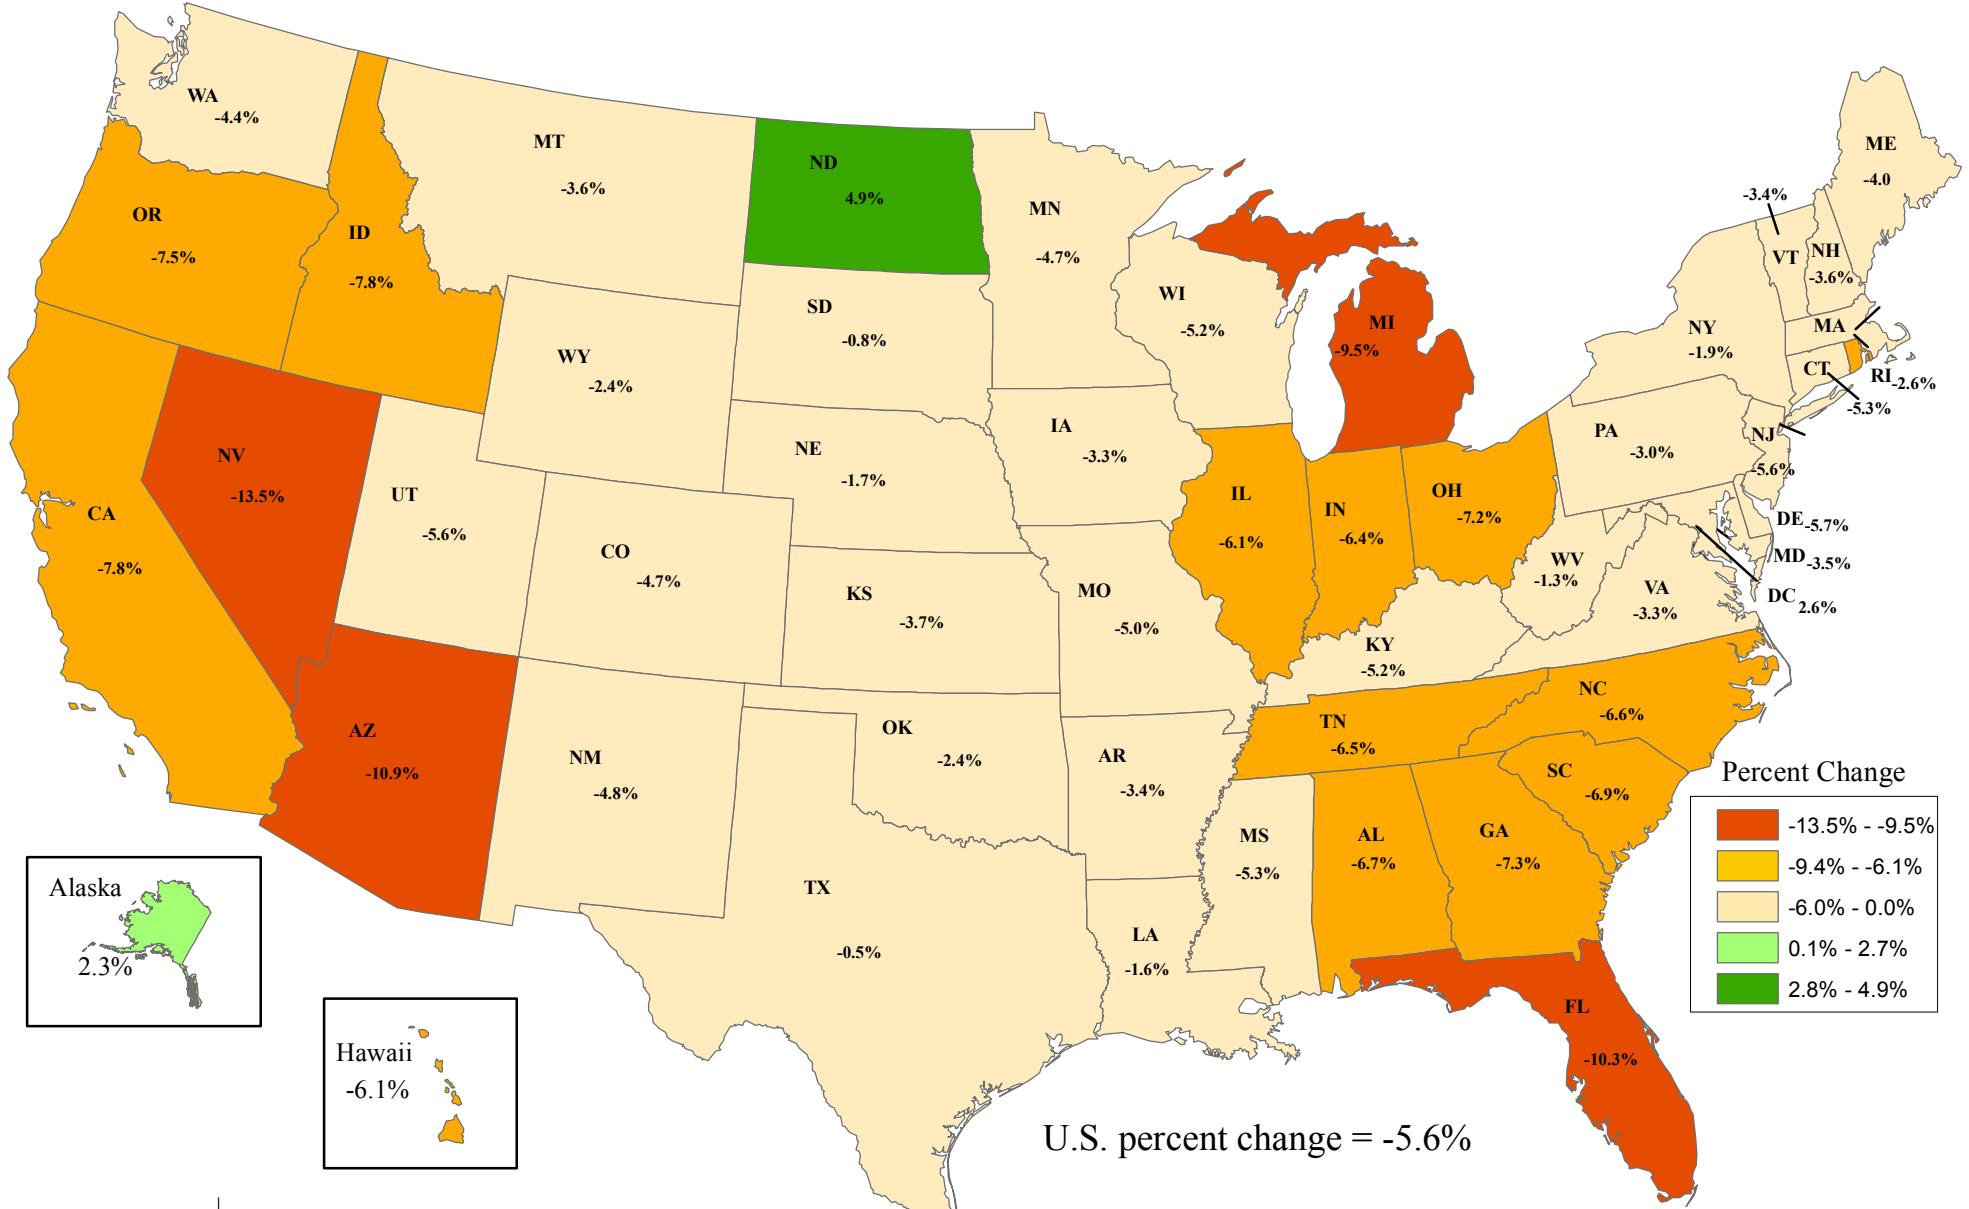 WA
-4.4%
MT
-3.6%
ND
4.9%
MN
-4.7%
ME
-4.0
-3.4%
VT
NH
-3.6%
OR
-7.5%
ID
-7.8%
SD
-0.8%
WI
-5.2%
MI
-9.5%
NY
-1.9%
MA
CT
RI
-2.6%
-5.3%
WY
-2.4%
IA
-3.3%
PA
-3.0%
NJ
-5.6%
NV
-13.5%
UT
-5.6%
NE
-1.7%
IL
-6.1%
IN
-6.4%
OH
-7.2%
DE
-5.7%
MD
-3.5%
DC
2.6%
CA
-7.8%
CO
-4.7%
KS
-3.7%
MO
-5.0%
WV
-1.3%
VA
-3.3%
KY
-5.2%
AZ
-10.9%
NM
-4.8%
OK
-2.4%
AR
-3.4%
TN
-6.5%
NC
-6.6%
SC
-6.9%
MS
-5.3%
AL
-6.7%
GA
-7.3%
TX
-0.5%
LA
-1.6%
FL
-10.3%
Percent Change
-13.5% - -9.5%
-9.4% - -6.1%
-6.0% - 0.0%
0.1% - 2.7%
2.8% - 4.9%
Alaska
2.3%
Hawaii
-6.1%
U.S. percent change = -5.6%